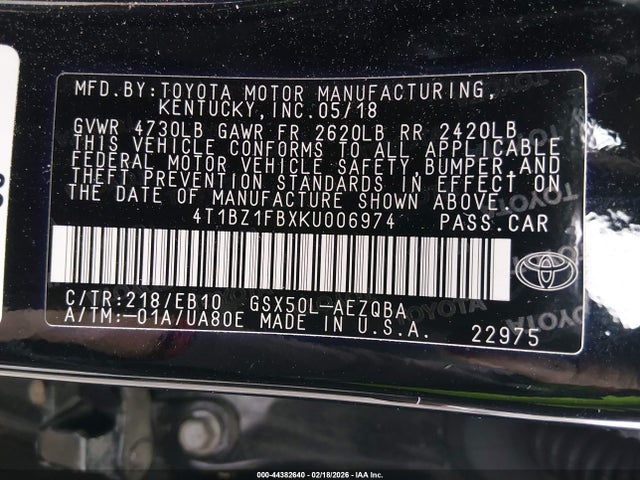 MFD.BY:TOYOTA MOTOR MANUFACTURING,
KENTUCKY,INC.05/18
GVWR 4730LB GAWR FR 2620LB RR 2420LB
THIS VEHICLE CONFORMS TO ALL APPLICABLE
FEDERAL MOTOR VEHICLE SAFETY,BUMPER,AND
THEFT PREVENTION STANDARDS IN EFFECT ON
THE DATE OF MANUFACTURE SHOWN ABOVE.
4T1BZ1FBXKU006974 PASS.CAR
C/TR:218/EB10 GSX50L-AEZQBA
A/TM:-01A/UA80E MADE IN U.S.A. 22975
000-44382640 - 02/18/2026 - IAA Inc.